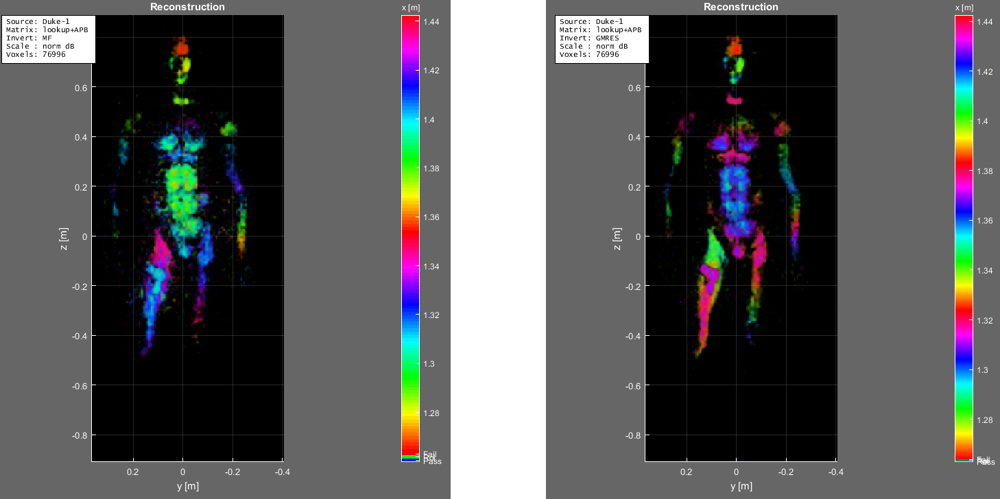 Reconstruction
Source: Duke-1
Matrix: lookup+APB
Invert: MF
Scale : norm dB
Voxels: 76996
x [m]
1.44
1.42
1.4
1.38
1.36
1.34
1.32
1.3
1.28
Fail
Pass
0.6
0.4
0.2
0
-0.2
-0.4
-0.6
-0.8
z [m]
0.2
0
-0.2
-0.4
y [m]
Reconstruction
Source: Duke-1
Matrix: lookup+APB
Invert: GMRES
Scale : norm dB
Voxels: 76996
x [m]
1.44
1.42
1.4
1.38
1.36
1.34
1.32
1.3
1.28
Pass
0.6
0.4
0.2
0
-0.2
-0.4
-0.6
-0.8
z [m]
0.2
0
-0.2
-0.4
y [m]